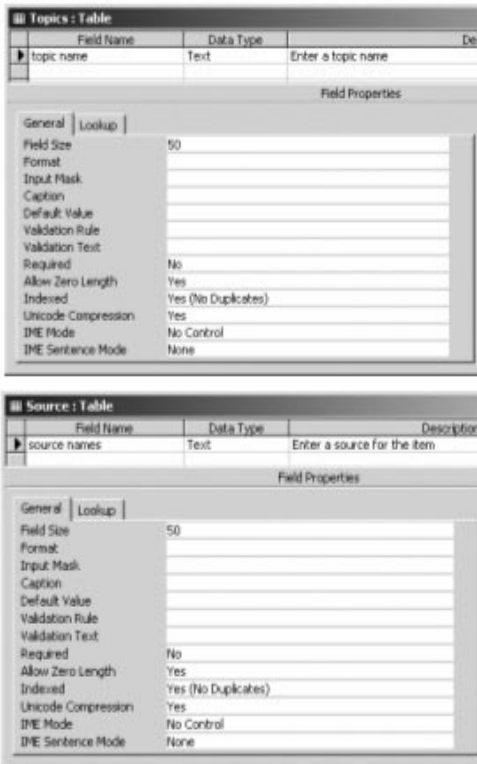 Topics : Table
Field Name Data Type De
topic name Text Enter a topic name
Field Properties
General Lookup
Field Size 50
Format
Input Mask
Caption
Default Value
Validation Rule
Validation Text
Required No
Allow Zero Length Yes
Indexed Yes (No Duplicates)
Unicode Compression Yes
IME Mode No Control
IME Sentence Mode None
Source : Table
Field Name Data Type Description
source names Text Enter a source for the item
Field Properties
General Lookup
Field Size 50
Format
Input Mask
Caption
Default Value
Validation Rule
Validation Text
Required No
Allow Zero Length Yes
Indexed Yes (No Duplicates)
Unicode Compression Yes
IME Mode No Control
IME Sentence Mode None